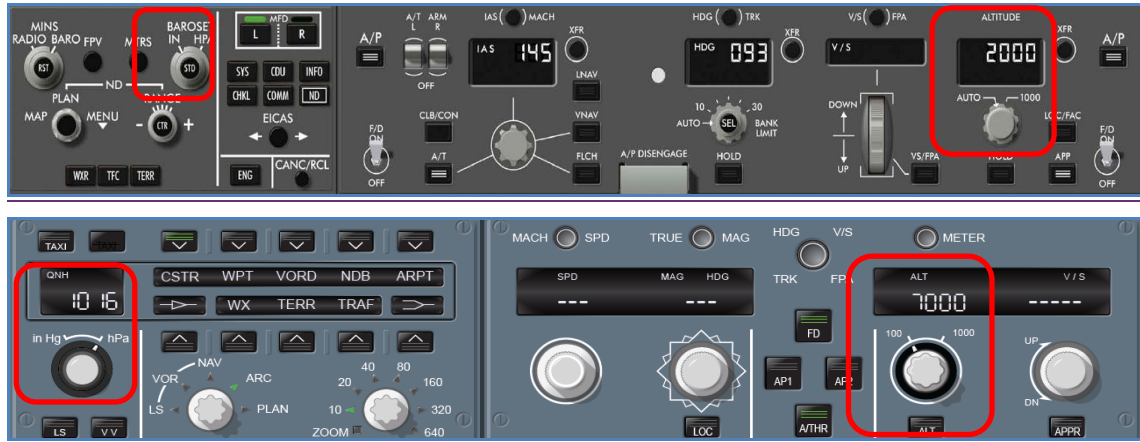 MINS
RADIO BARO FPV MTRS
BAROSET
IN HPA
RST
STD
ND
PLAN
RANGE
MAP
MENU
- CTR +
WXR TFC TERR
MFD
L R
SYS CDU INFO
CHKL COMM ND
EICAS
ENG
CANC/RCL
A/P
A/T ARM
L R
OFF
F/D
ON
OFF
CLB/CON
A/T
IAS MACH
IAS 145
XFR
LNAV
VNAV
FLCH
HDG TRK
HDG 093
XFR
10 30
AUTO SEL BANK
LIMIT
A/P DISENGAGE
HOLD
V/S FPA
V/S
DOWN
UP
VS/FPA
ALTITUDE
2000
XFR
AUTO 1000
HOLD
A/P
LOC/FAC
F/D
ON
APP
OFF
TAXI TAXI
QNH
1016
in Hg hPa
LS V V
CSTR WPT VORD NDB ARPT
WX TERR TRAF
NAV
VOR ARC
LS PLAN
40 80
20 160
10 320
ZOOM 640
MACH SPD
TRUE MAG
HDG V/S
TRK FPA
METER
SPD MAG HDG
--- ---
ALT V/S
7000 -----
FD
AP1 AP2
A/THR
LOC
100 1000
ALT
UP
DN
APPR